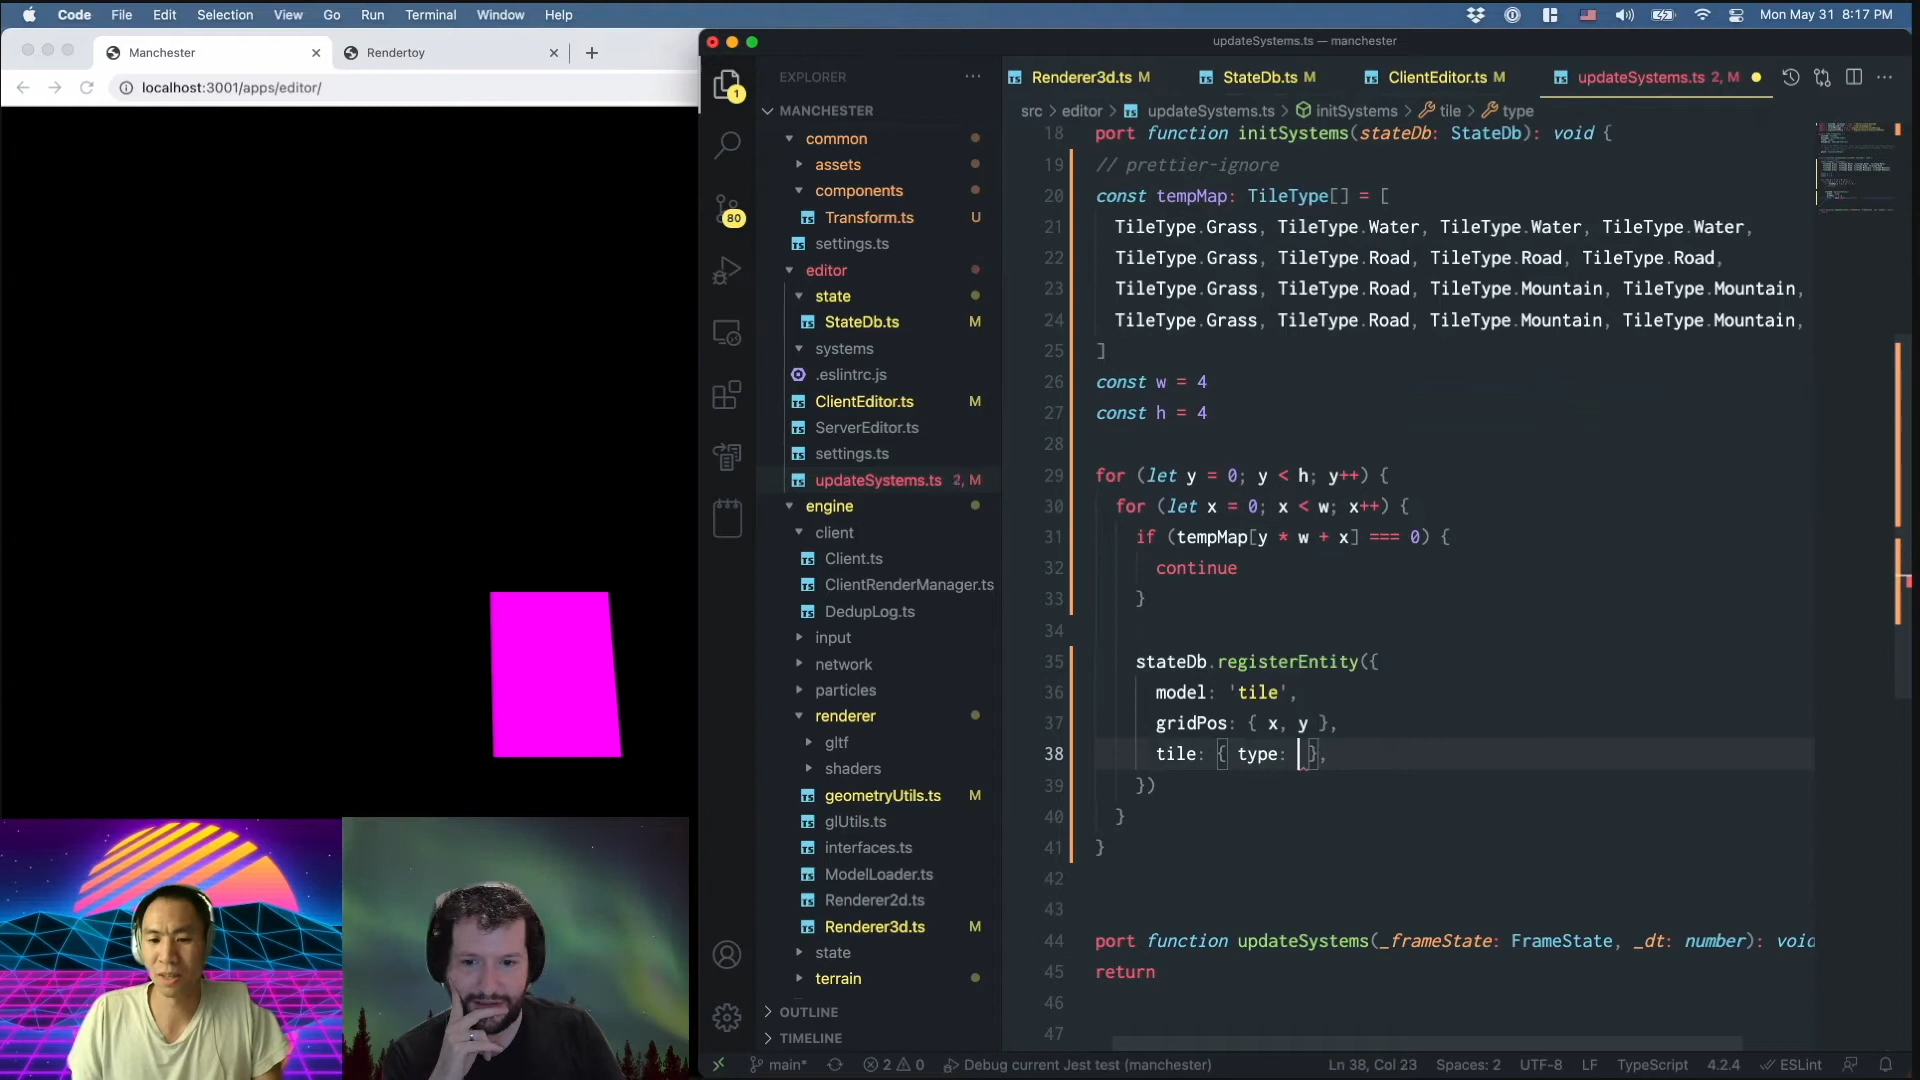 Code File Edit Selection View Go Run Terminal Window Help Mon May 31 8:17 PM
Manchester
Rendertoy
localhost:3001/apps/editor/
updateSystems.ts — manchester
1
80
EXPLORER
MANCHESTER
common
assets
components
Transform.ts U
settings.ts
editor
state
StateDb.ts M
systems
.eslintrc.js
ClientEditor.ts M
ServerEditor.ts
settings.ts
updateSystems.ts 2, M
engine
client
Client.ts
ClientRenderManager.ts
DedupLog.ts
input
network
particles
renderer
gltf
shaders
geometryUtils.ts M
glUtils.ts
interfaces.ts
ModelLoader.ts
Renderer2d.ts
Renderer3d.ts M
state
terrain
OUTLINE
TIMELINE
Renderer3d.ts M StateDb.ts M ClientEditor.ts M updateSystems.ts 2, M
src > editor > updateSystems.ts > initSystems > tile > type
18 port function initSystems(stateDb: StateDb): void {
19 // prettier-ignore
20 const tempMap: TileType[] = [
21 TileType.Grass, TileType.Water, TileType.Water, TileType.Water,
22 TileType.Grass, TileType.Road, TileType.Road, TileType.Road,
23 TileType.Grass, TileType.Road, TileType.Mountain, TileType.Mountain,
24 TileType.Grass, TileType.Road, TileType.Mountain, TileType.Mountain,
25 ]
26 const w = 4
27 const h = 4
28
29 for (let y = 0; y < h; y++) {
30 for (let x = 0; x < w; x++) {
31 if (tempMap[y * w + x] === 0) {
32 continue
33 }
34
35 stateDb.registerEntity({
36 model: 'tile',
37 gridPos: { x, y },
38 tile: { type: },
39 })
40 }
41 }
42
43
44 port function updateSystems(_frameState: FrameState, _dt: number): void
45 return
46
47
main* 2 0 Debug current Jest test (manchester) Ln 38, Col 23 Spaces: 2 UTF-8 LF TypeScript 4.2.4 ESLint